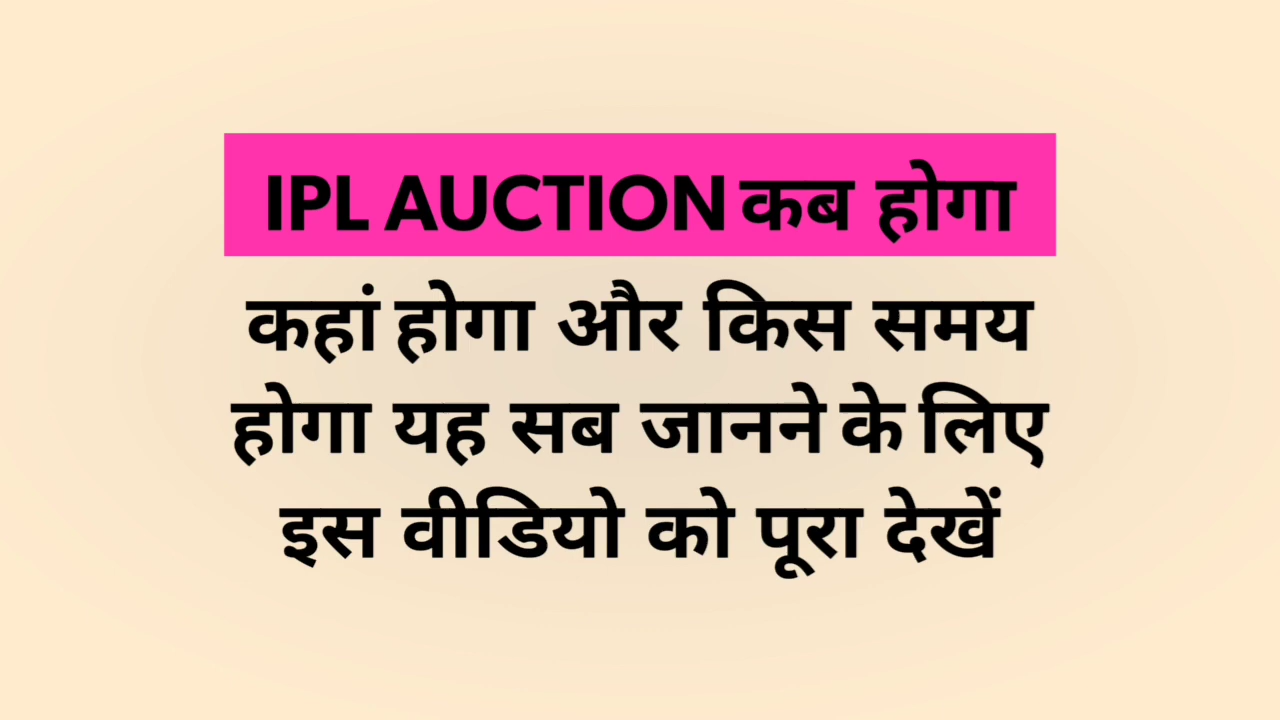 IPL AUCTION कब होगा
कहां होगा और किस समय
होगा यह सब जानने के लिए
इस वीडियो को पूरा देखें